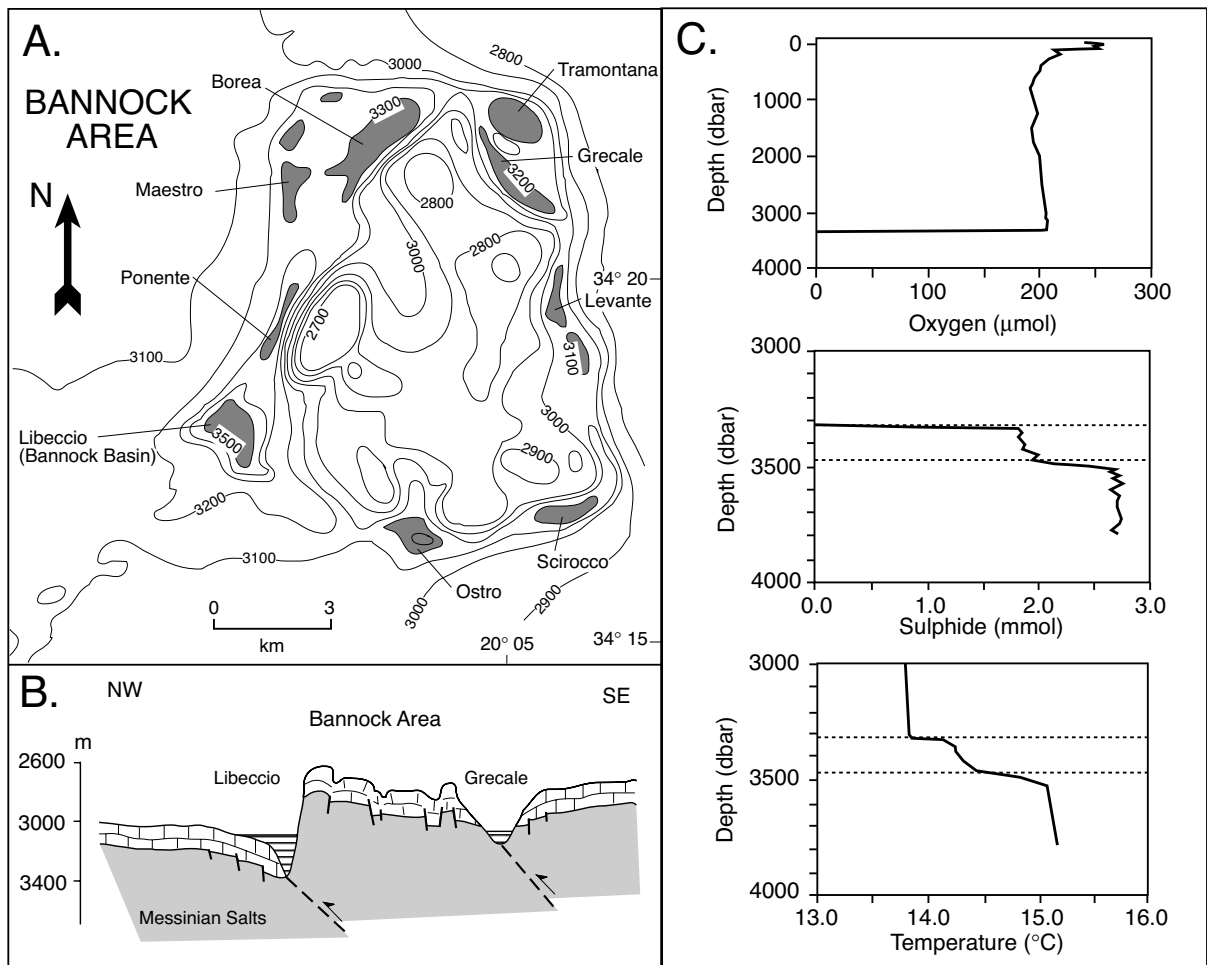 A.
BANNOCK
AREA
N
Borea
Maestro
Ponente
Libeccio
(Bannock Basin)
Tramontana
Grecale
Levante
Scirocco
Ostro
2800
3000
3300
3200
2800
2800
3000
2700
3100
3100
3000
2900
3500
3200
3100
3000
2900
34° 20
34° 15
20° 05
0 3
km
B.
NW
SE
Bannock Area
m
2600
3000
3400
Libeccio
Grecale
Messinian Salts
C.
Depth (dbar)
0
1000
2000
3000
4000
0 100 200 300
Oxygen (μmol)
Depth (dbar)
3000
3500
4000
0.0 1.0 2.0 3.0
Sulphide (mmol)
Depth (dbar)
3000
3500
4000
13.0 14.0 15.0 16.0
Temperature (°C)